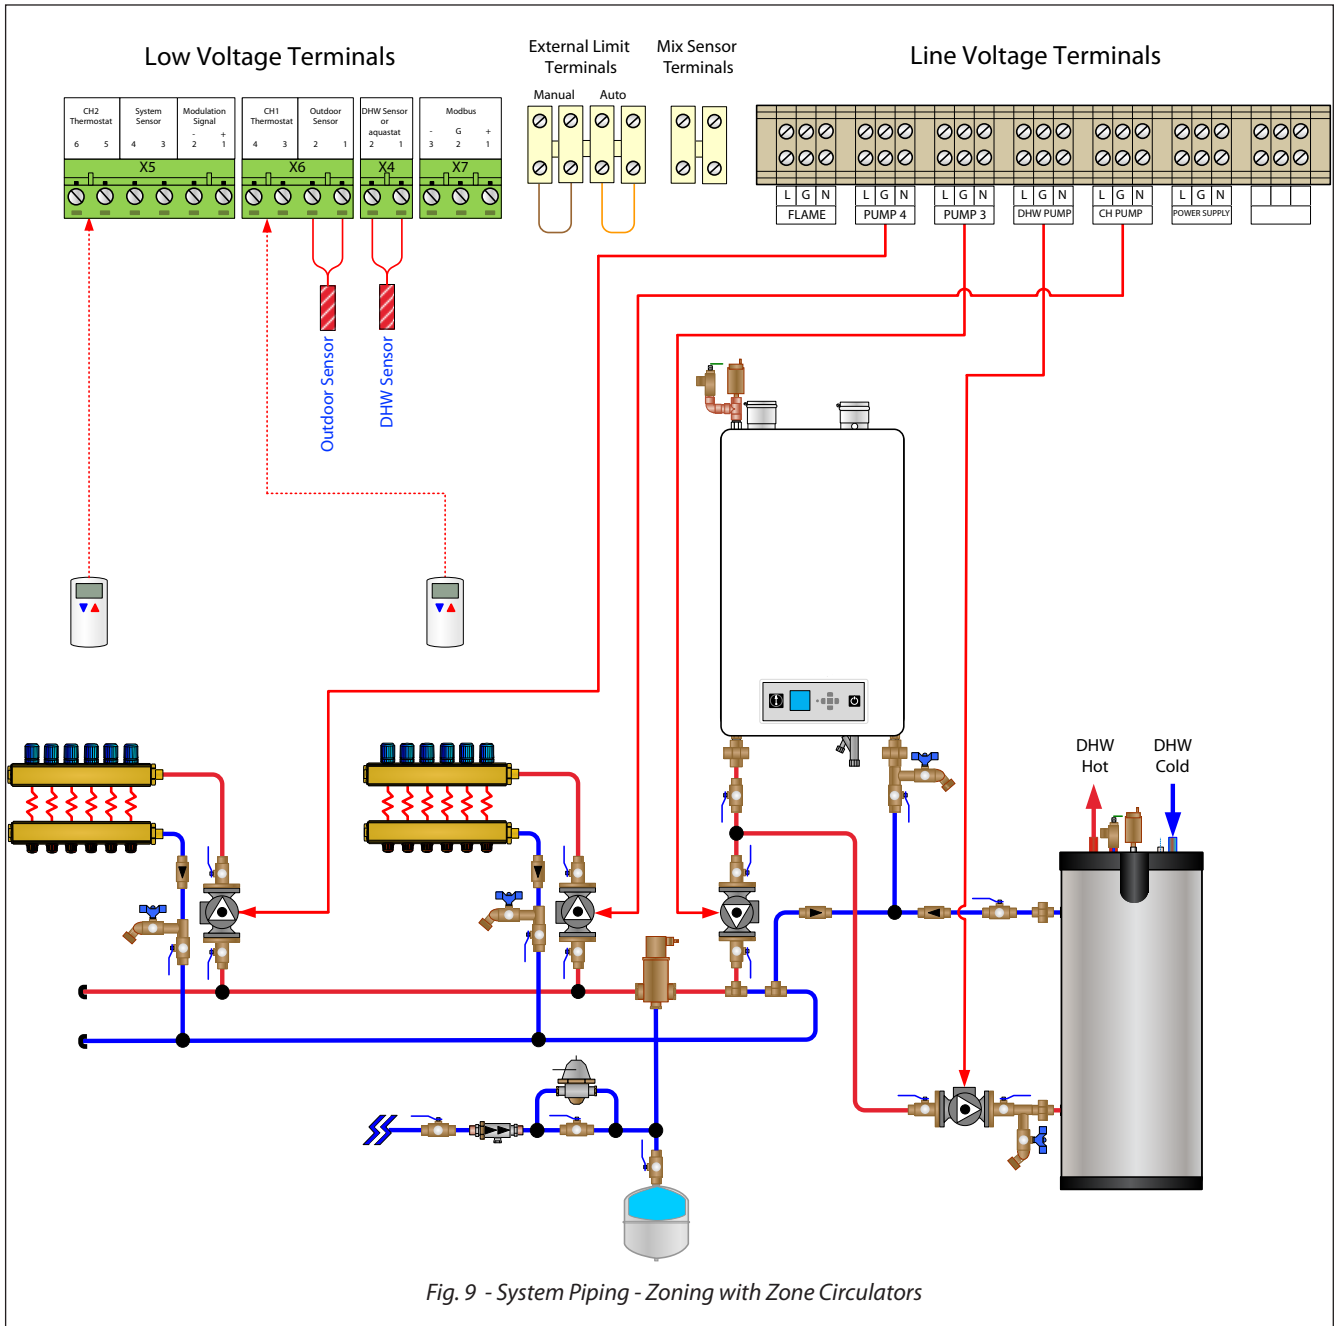 Low Voltage Terminals
External Limit
Terminals
Mix Sensor
Terminals
Line Voltage Terminals
Manual Auto
CH2
Thermostat
6 5
System
Sensor
4 3
Modulation
Signal
- +
2 1
X5
CH1
Thermostat
4 3
Outdoor
Sensor
2 1
X6
DHW Sensor
or
aquastat
2 1
X4
Modbus
- G +
3 2 1
X7
L G N
FLAME
L G N
PUMP 4
L G N
PUMP 3
L G N
DHW PUMP
L G N
CH PUMP
L G N
POWER SUPPLY
Outdoor Sensor
DHW Sensor
DHW
Hot
DHW
Cold
Fig. 9 - System Piping - Zoning with Zone Circulators